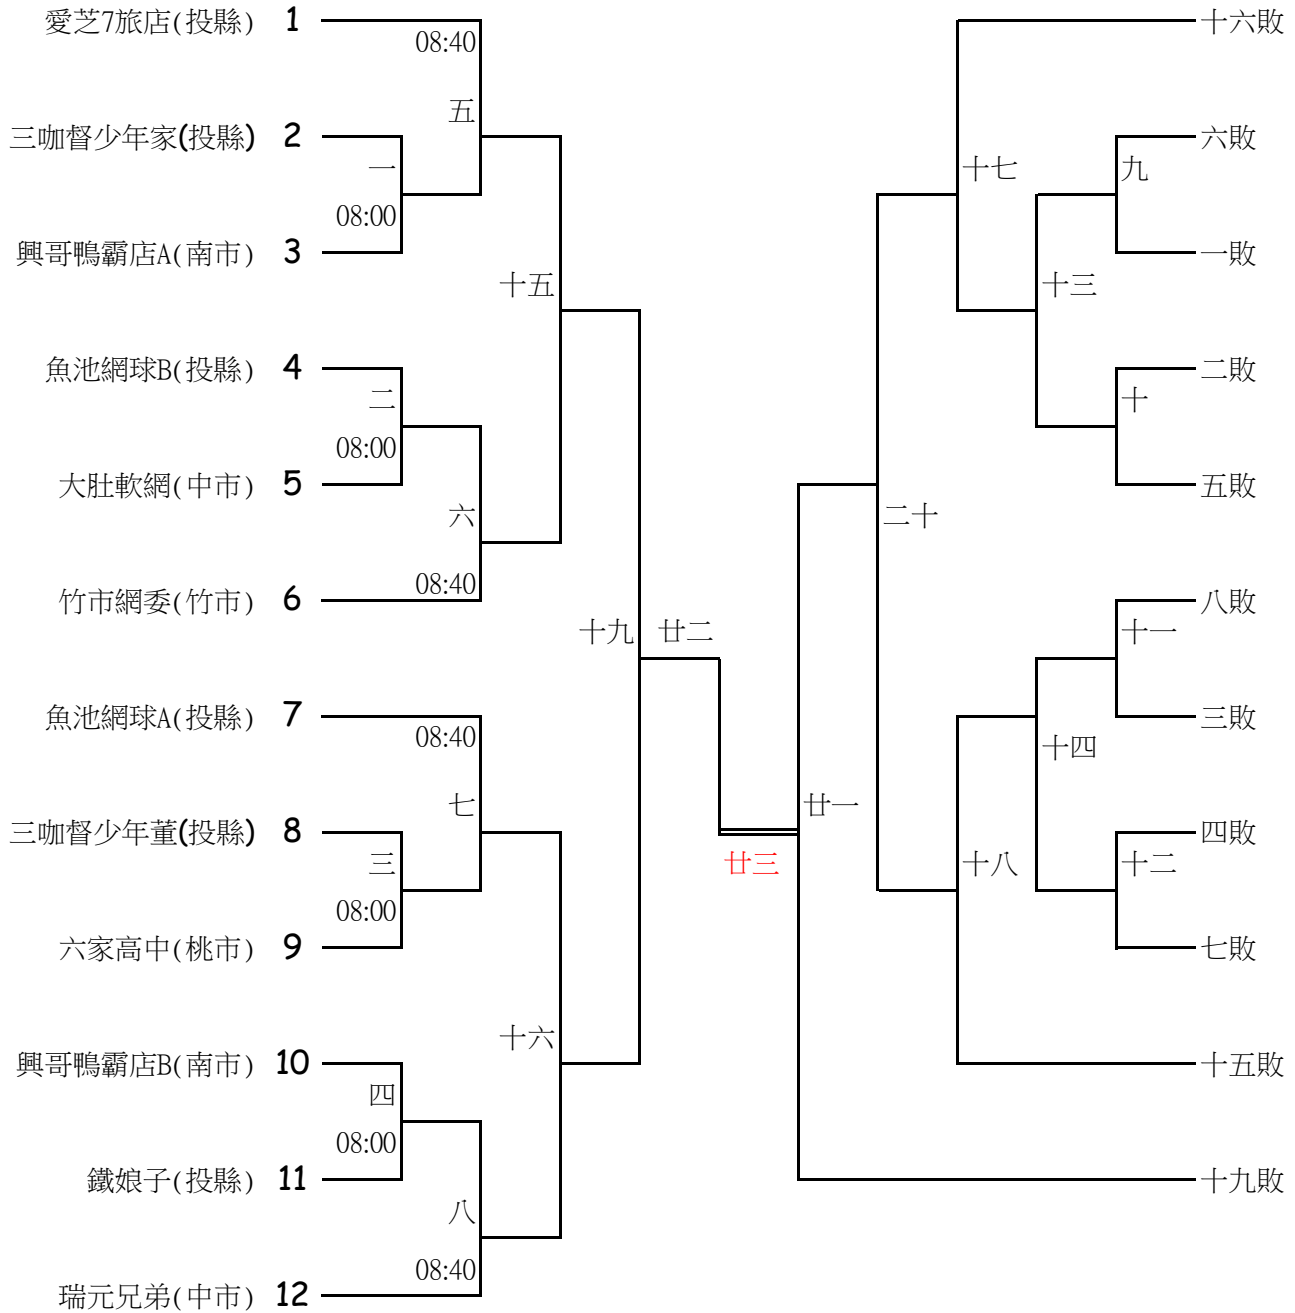 愛芝7旅店(投縣) 1
08:40
十六敗
五
三咖督少年家(投縣) 2
六敗
一
十七
九
08:00
興哥鴨霸店A(南市) 3
一敗
十五
十三
魚池網球B(投縣) 4
二敗
二
十
08:00
大肚軟網(中市) 5
五敗
六
二十
08:40
竹市網委(竹市) 6
八敗
十九
廿二
十一
魚池網球A(投縣) 7
三敗
08:40
十四
七
廿一
三咖督少年董(投縣) 8
四敗
三
廿三
十八
十二
08:00
六家高中(桃市) 9
七敗
十六
興哥鴨霸店B(南市) 10
十五敗
四
08:00
鐵娘子(投縣) 11
十九敗
八
08:40
瑞元兄弟(中市) 12